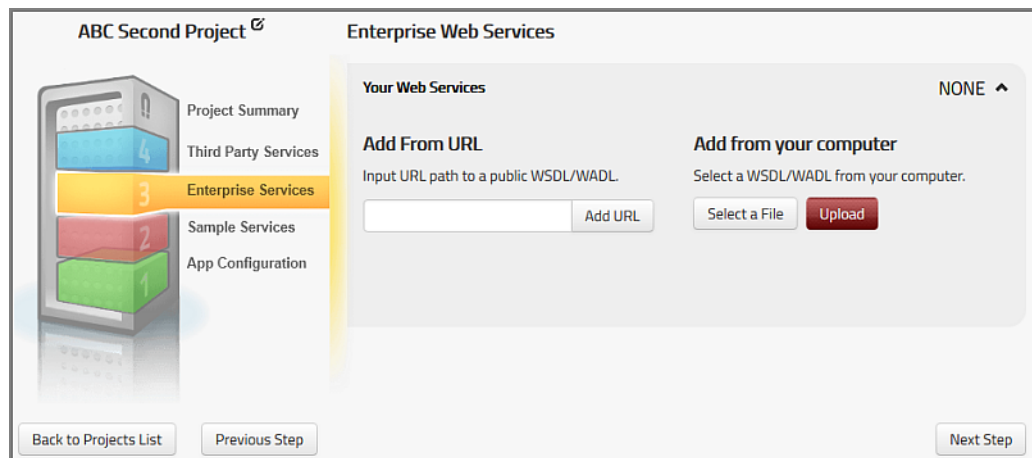 ABC Second Project
Enterprise Web Services
Project Summary
4
Third Party Services
3
Enterprise Services
2
Sample Services
1
App Configuration
Your Web Services
NONE
Add From URL
Input URL path to a public WSDL/WADL.
Add URL
Add from your computer
Select a WSDL/WADL from your computer.
Select a File
Upload
Back to Projects List
Previous Step
Next Step